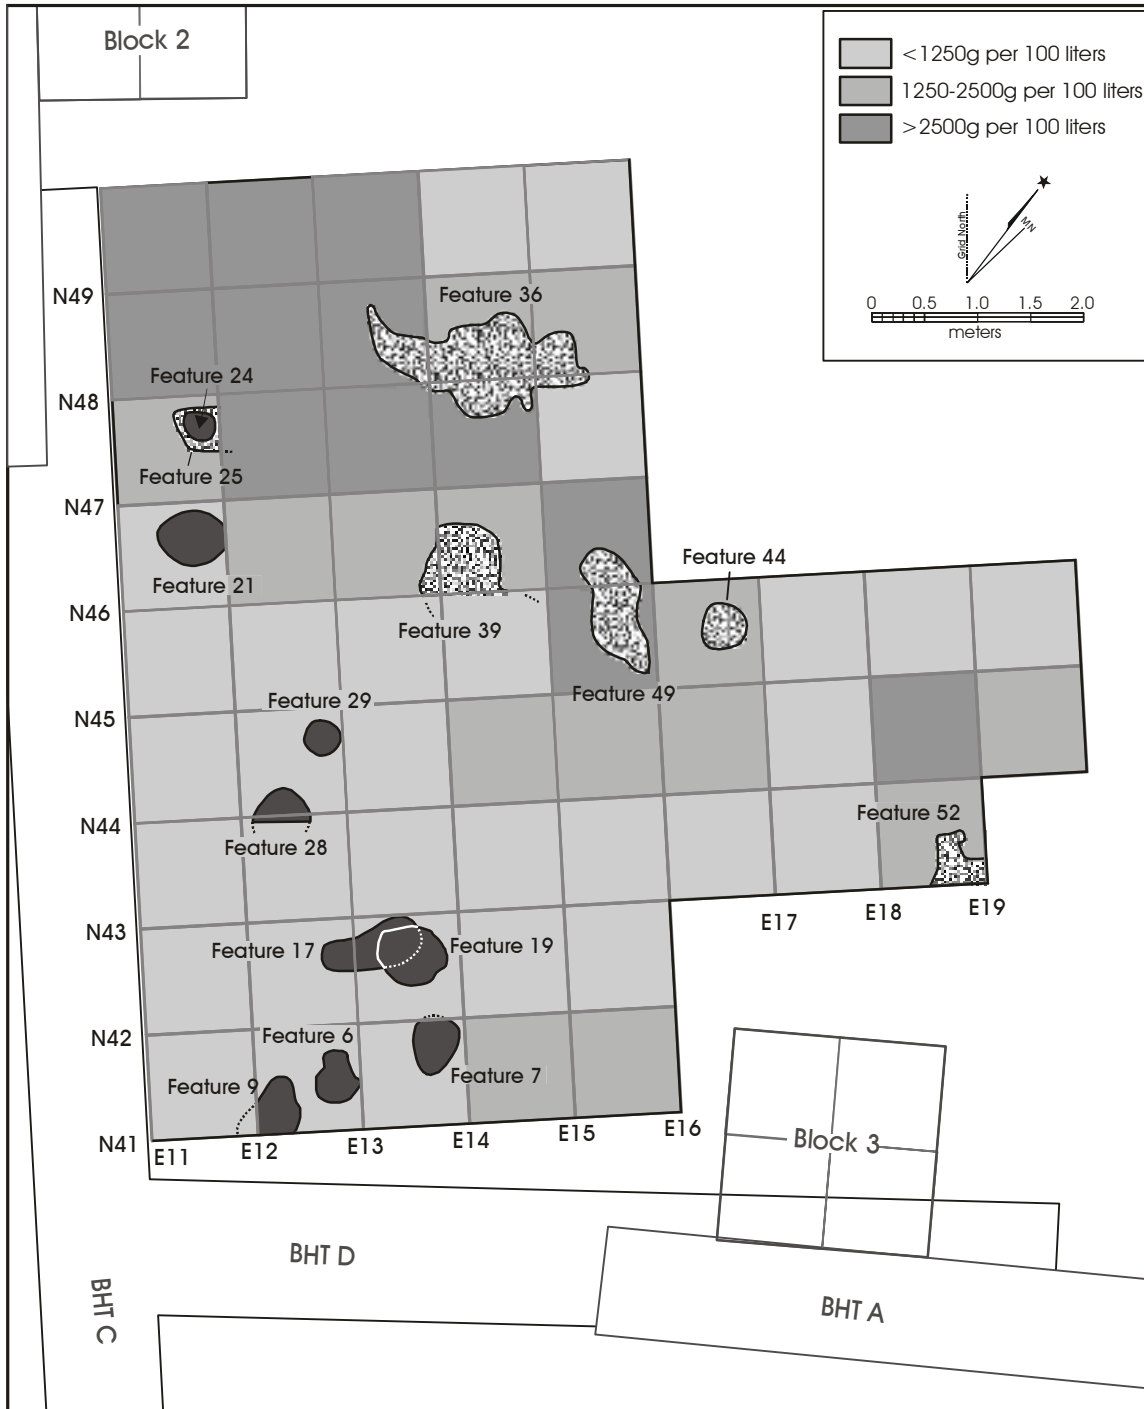 Block 2
<1250g per 100 liters
1250-2500g per 100 liters
>2500g per 100 liters
Grid North
MN
0 0.5 1.0 1.5 2.0
meters
N49
Feature 36
Feature 24
N48
Feature 25
N47
Feature 44
Feature 21
N46
Feature 39
Feature 49
Feature 29
N45
Feature 52
N44
Feature 28
E17 E18 E19
N43
Feature 17
Feature 19
N42
Feature 6
Feature 9
Feature 7
N41
E11 E12 E13 E14 E15 E16
Block 3
BHT D
BHT C
BHT A